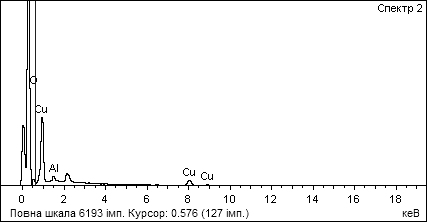 Спектр 2
O
Cu
Al
Cu
Cu
0 2 4 6 8 10 12 14 16 18
Повна шкала 6193 імп. Курсор: 0.576 (127 імп.) кеВ